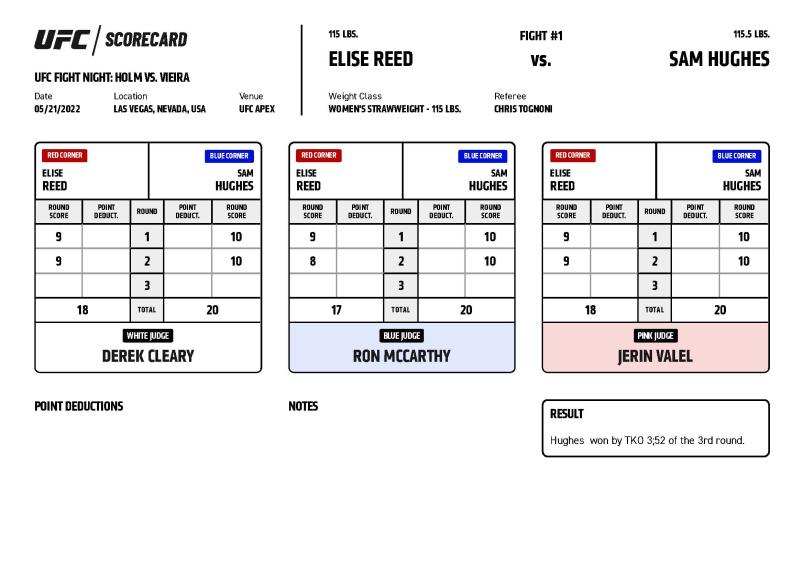 UFC / SCORECARD
UFC FIGHT NIGHT: HOLM VS. VIEIRA
Date Location Venue
05/21/2022 LAS VEGAS, NEVADA, USA UFC APEX
115 LBS. FIGHT #1 115.5 LBS.
ELISE REED VS. SAM HUGHES
Weight Class Referee
WOMEN'S STRAWWEIGHT - 115 LBS. CHRIS TOGNONI
RED CORNER BLUE CORNER
ELISE SAM
REED HUGHES
ROUND SCORE POINT DEDUCT. ROUND POINT DEDUCT. ROUND SCORE
9 1 10
9 2 10
3
18 TOTAL 20
WHITE JUDGE
DEREK CLEARY
RED CORNER BLUE CORNER
ELISE SAM
REED HUGHES
ROUND SCORE POINT DEDUCT. ROUND POINT DEDUCT. ROUND SCORE
9 1 10
8 2 10
3
17 TOTAL 20
BLUE JUDGE
RON MCCARTHY
RED CORNER BLUE CORNER
ELISE SAM
REED HUGHES
ROUND SCORE POINT DEDUCT. ROUND POINT DEDUCT. ROUND SCORE
9 1 10
9 2 10
3
18 TOTAL 20
PINK JUDGE
JERIN VALEL
POINT DEDUCTIONS
NOTES
RESULT
Hughes won by TKO 3;52 of the 3rd round.